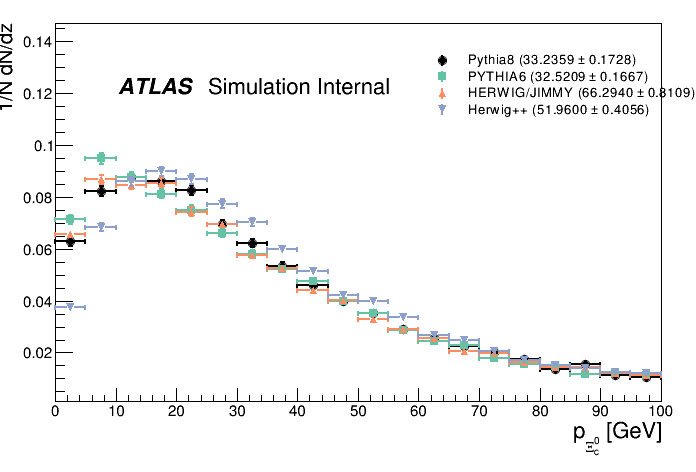 1/N dN/dz
0.14
0.12
0.1
0.08
0.06
0.04
0.02
ATLAS Simulation Internal
Pythia8 (33.2359 ± 0.1728)
PYTHIA6 (32.5209 ± 0.1667)
HERWIG/JIMMY (66.2940 ± 0.8109)
Herwig++ (51.9600 ± 0.4056)
0 10 20 30 40 50 60 70 80 90 100
p_Ξc⁰ [GeV]